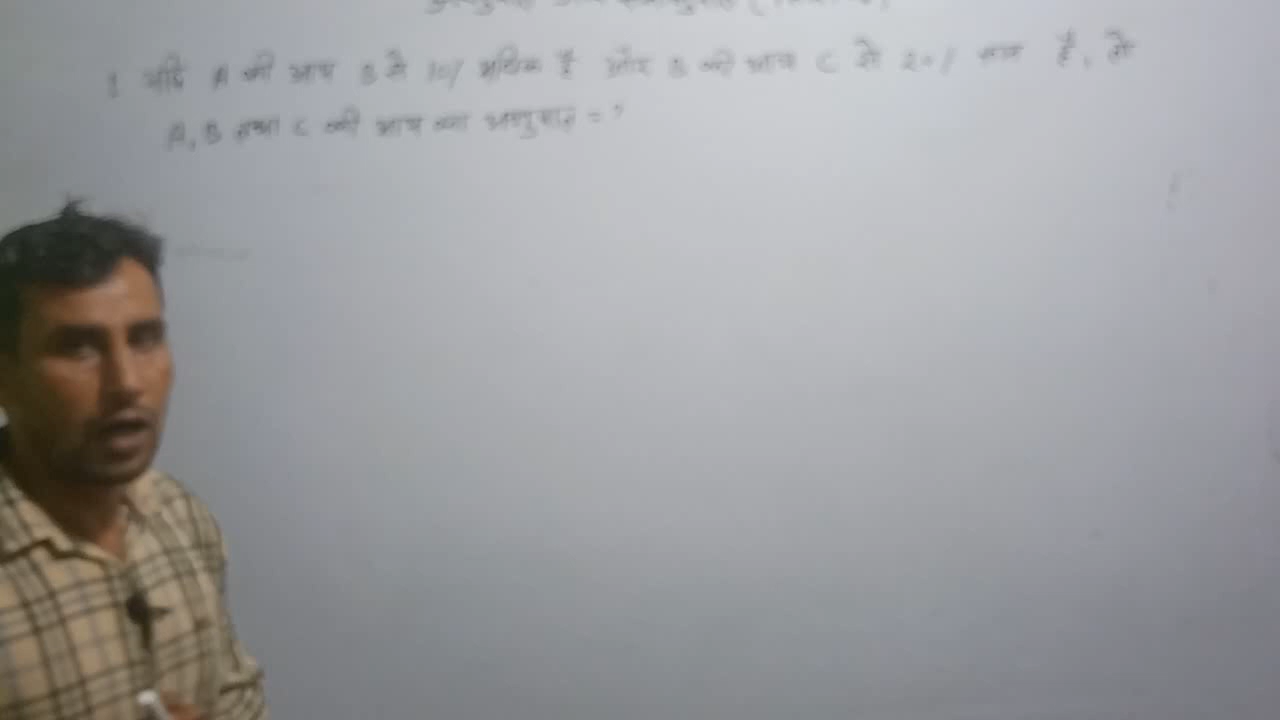 1 यदि A की आय B से 10% अधिक है और B की आय C से 20% कम है, तो
A, B तथा C की आय का अनुपात = ?